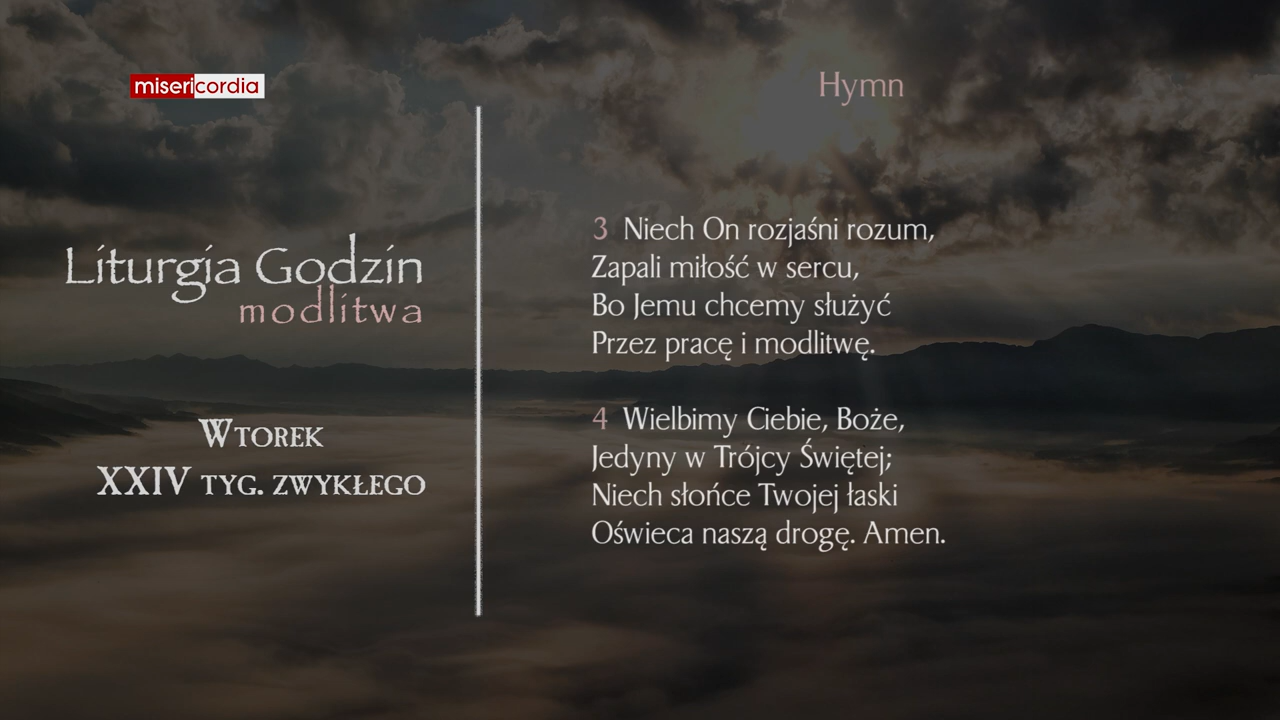 misericordia
Liturgia Godzin
modlitwa
Wtorek
XXIV tyg. zwykłego
Hymn
3 Niech On rozjaśni rozum,
Zapali miłość w sercu,
Bo Jemu chcemy służyć
Przez pracę i modlitwę.
4 Wielbimy Ciebie, Boże,
Jedyny w Trójcy Świętej;
Niech słońce Twojej łaski
Oświeca naszą drogę. Amen.